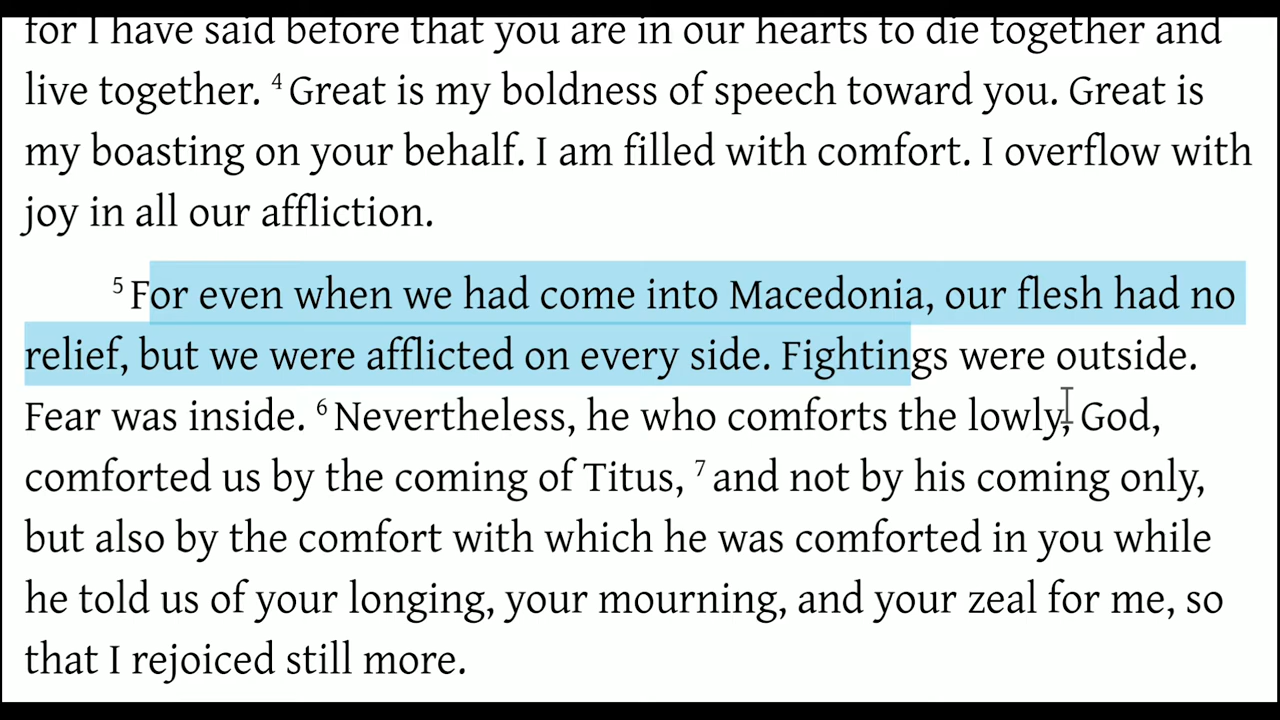 for I have said before that you are in our hearts to die together and
live together. 4 Great is my boldness of speech toward you. Great is
my boasting on your behalf. I am filled with comfort. I overflow with
joy in all our affliction.
5 For even when we had come into Macedonia, our flesh had no
relief, but we were afflicted on every side. Fightings were outside.
Fear was inside. 6 Nevertheless, he who comforts the lowly, God,
comforted us by the coming of Titus, 7 and not by his coming only,
but also by the comfort with which he was comforted in you while
he told us of your longing, your mourning, and your zeal for me, so
that I rejoiced still more.